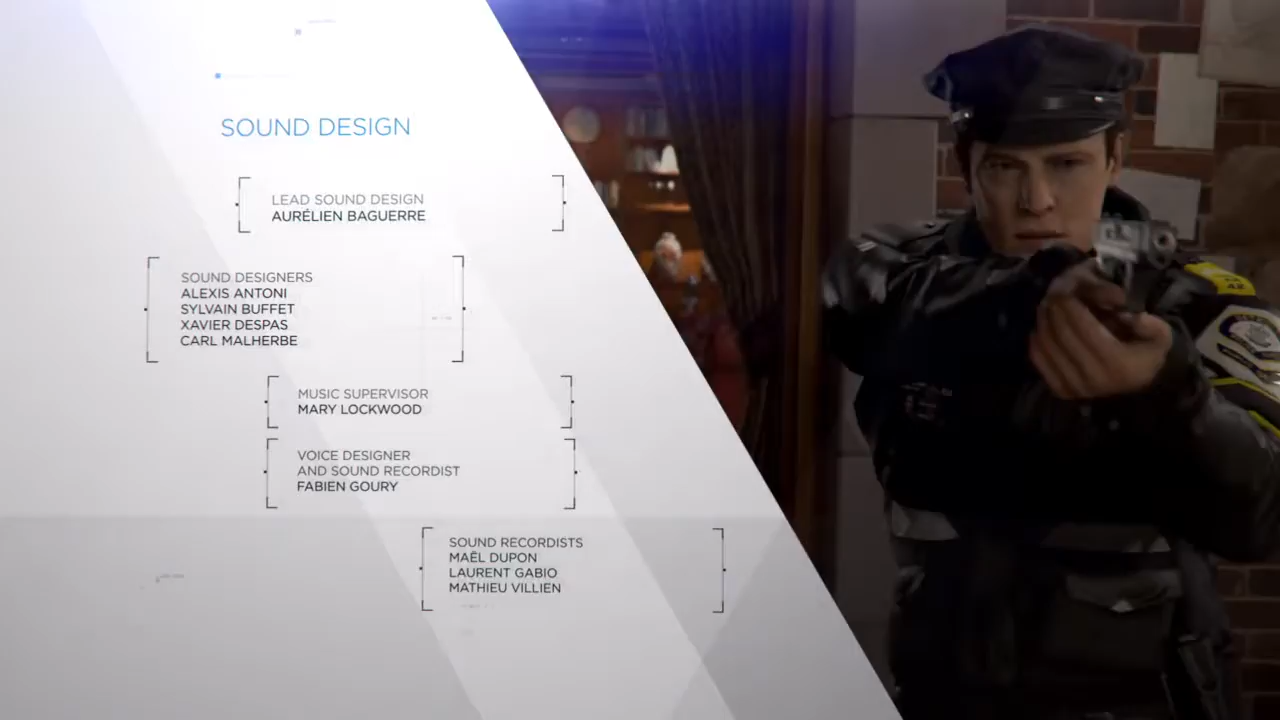 SOUND DESIGN
LEAD SOUND DESIGN
AURÉLIEN BAGUERRE
SOUND DESIGNERS
ALEXIS ANTONI
SYLVAIN BUFFET
XAVIER DESPAS
CARL MALHERBE
MUSIC SUPERVISOR
MARY LOCKWOOD
VOICE DESIGNER
AND SOUND RECORDIST
FABIEN GOURY
SOUND RECORDISTS
MAËL DUPON
LAURENT GABIO
MATHIEU VILLIEN